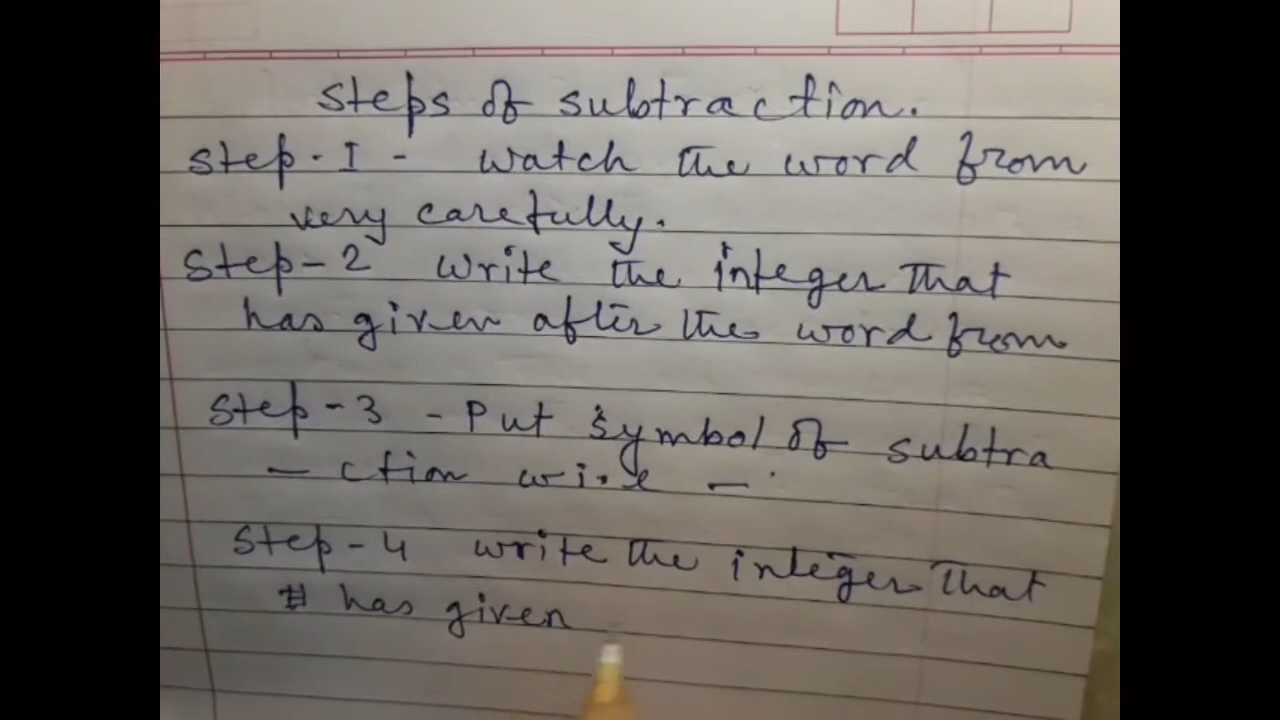 Steps of subtraction.
Step-I- Watch the word from
very carefully.
Step-2 Write the integer that
has given after the word from
Step-3 - Put symbol of subtra
-ction wi.e -
Step-4 write the integer that
has given